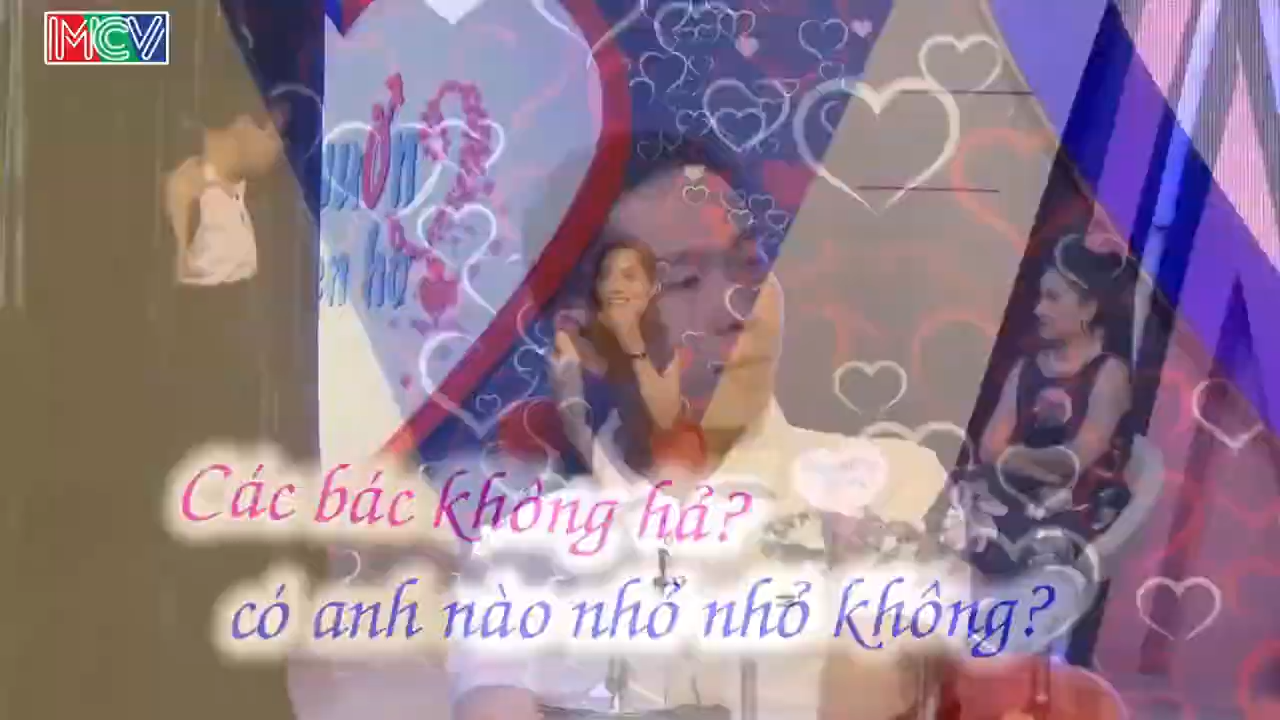 MCV
Các bác không hả?
có anh nào nhỏ nhỏ không?